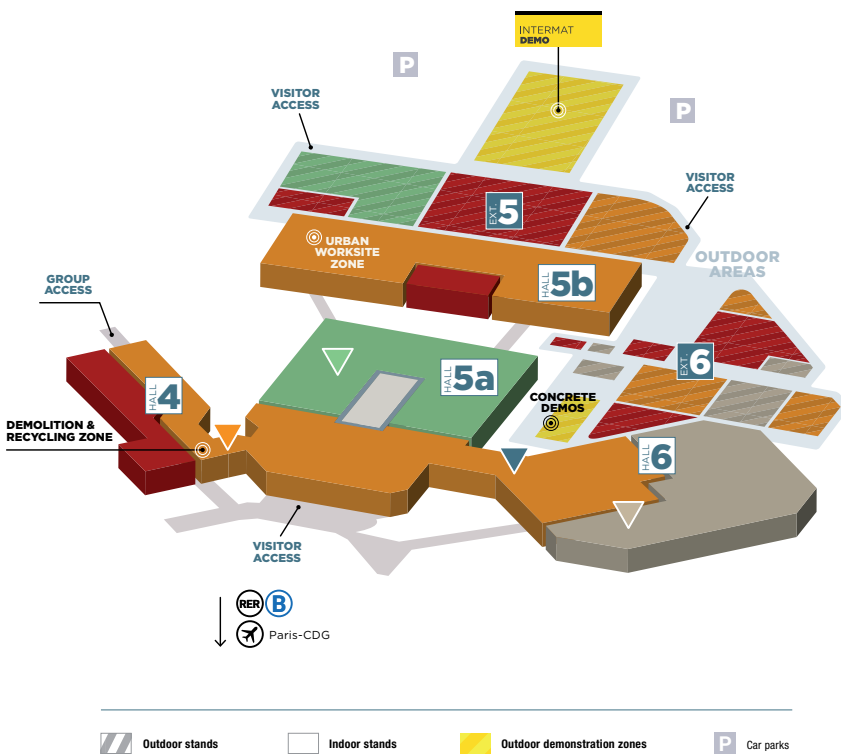 INTERMAT
DEMO
P
VISITOR
ACCESS
P
VISITOR
ACCESS
EXT. 5
URBAN
WORKSITE
ZONE
OUTDOOR
AREAS
HALL 5b
GROUP
ACCESS
EXT. 6
HALL 5a
HALL 4
CONCRETE
DEMOS
DEMOLITION &
RECYCLING ZONE
HALL 6
VISITOR
ACCESS
RER B
Paris-CDG
Outdoor stands
Indoor stands
Outdoor demonstration zones
P Car parks